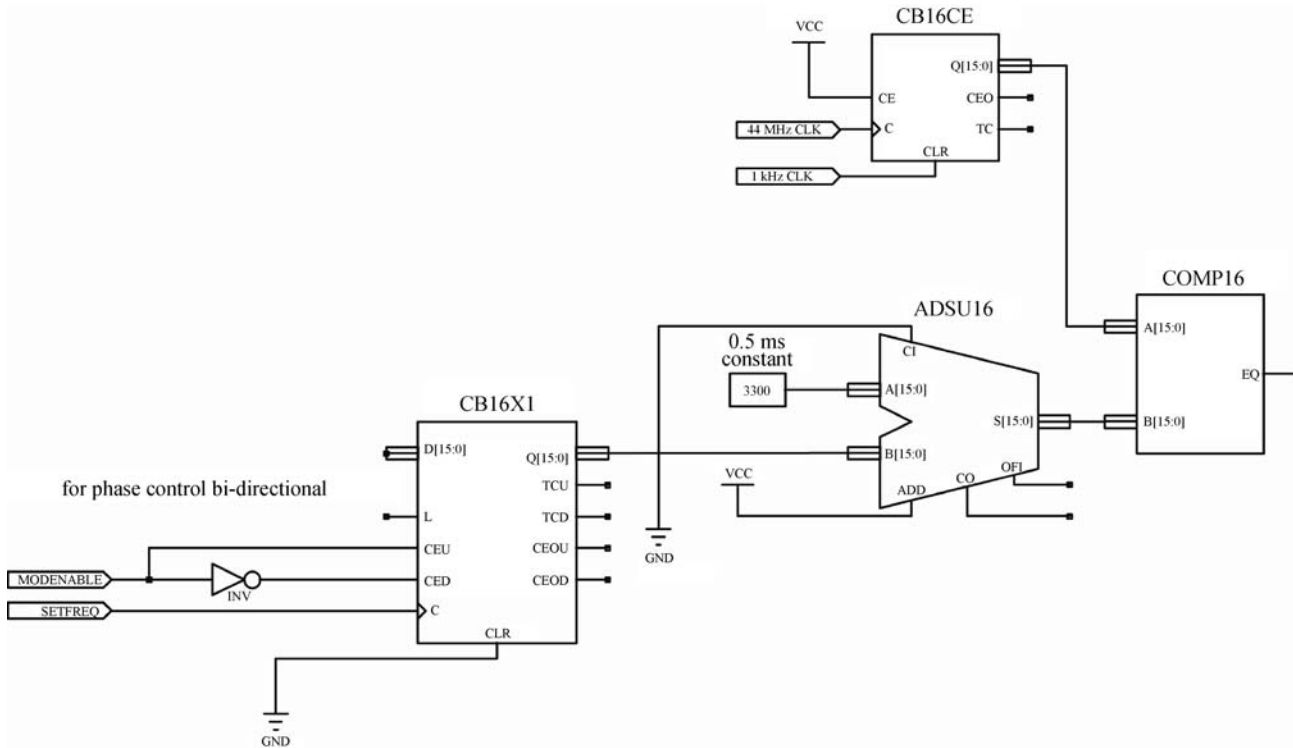 CB16CE
VCC
Q[15:0]
CE
CEO
44 MHz CLK
C
TC
CLR
1 kHz CLK
COMP16
ADSU16
A[15:0]
0.5 ms
constant
CI
3300
A[15:0]
EQ
CB16X1
S[15:0]
B[15:0]
D[15:0]
Q[15:0]
B[15:0]
for phase control bi-directional
TCU
VCC
OFI
CO
ADD
L
TCD
CEU
CEOU
GND
MODENABLE
INV
CED
CEOD
SETFREQ
C
CLR
GND